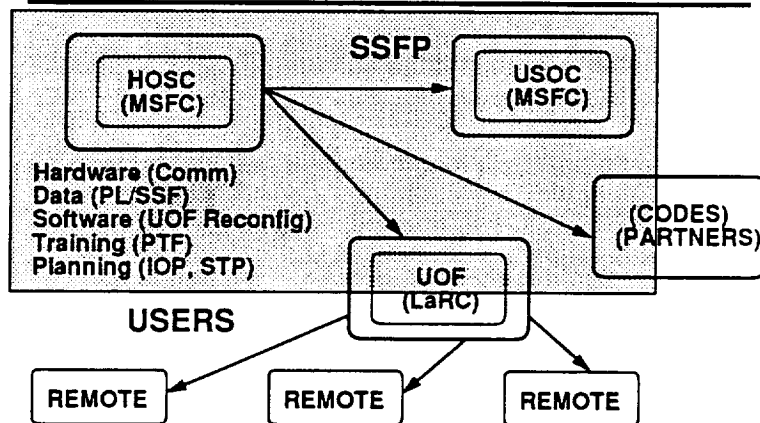 SSFP
HOSC
(MSFC)
USOC
(MSFC)
Hardware (Comm)
Data (PL/SSF)
Software (UOF Reconfig)
Training (PTF)
Planning (IOP, STP)
(CODES)
(PARTNERS)
UOF
(LaRC)
USERS
REMOTE
REMOTE
REMOTE